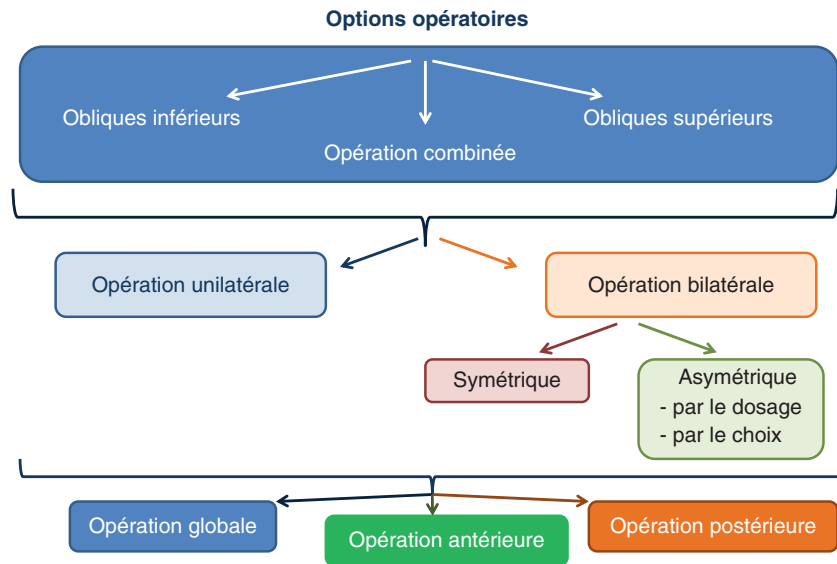 Options opératoires
Obliques inférieurs
Obliques supérieurs
Opération combinée
Opération unilatérale
Opération bilatérale
Symétrique
Asymétrique
- par le dosage
- par le choix
Opération globale
Opération antérieure
Opération postérieure